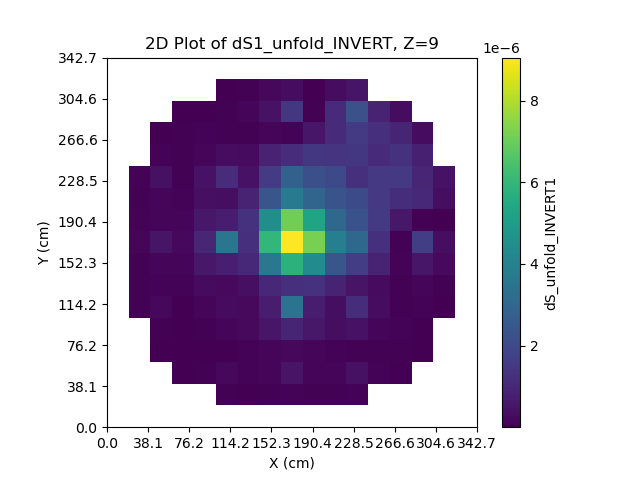 2D Plot of dS1_unfold_INVERT, Z=9
1e−6
342.7
304.6
266.6
228.5
190.4
152.3
114.2
76.2
38.1
0.0
Y (cm)
0.0 38.1 76.2 114.2 152.3 190.4 228.5 266.6 304.6 342.7
X (cm)
8
6
4
2
dS_unfold_INVERT1